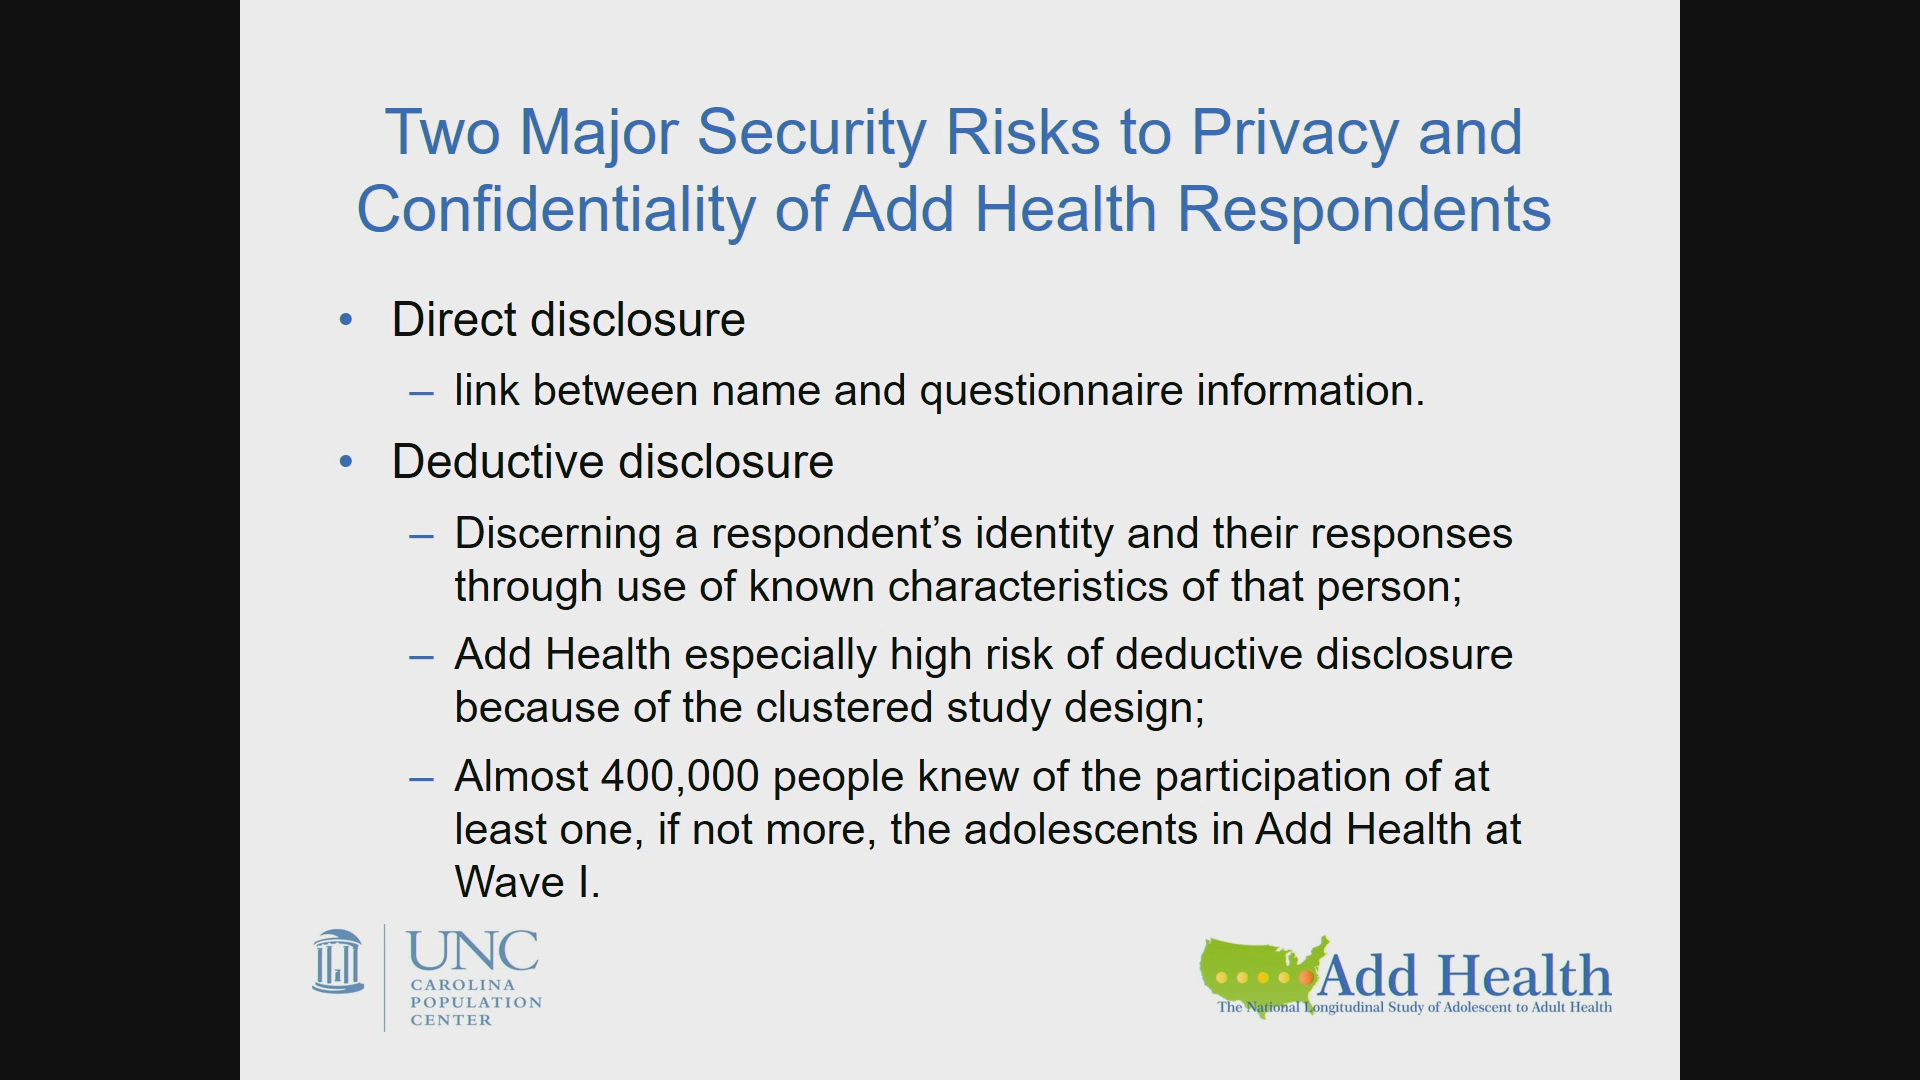 Two Major Security Risks to Privacy and
Confidentiality of Add Health Respondents
• Direct disclosure
– link between name and questionnaire information.
• Deductive disclosure
– Discerning a respondent’s identity and their responses
through use of known characteristics of that person;
– Add Health especially high risk of deductive disclosure
because of the clustered study design;
– Almost 400,000 people knew of the participation of at
least one, if not more, the adolescents in Add Health at
Wave I.
UNC
CAROLINA
POPULATION
CENTER
Add Health
The National Longitudinal Study of Adolescent to Adult Health